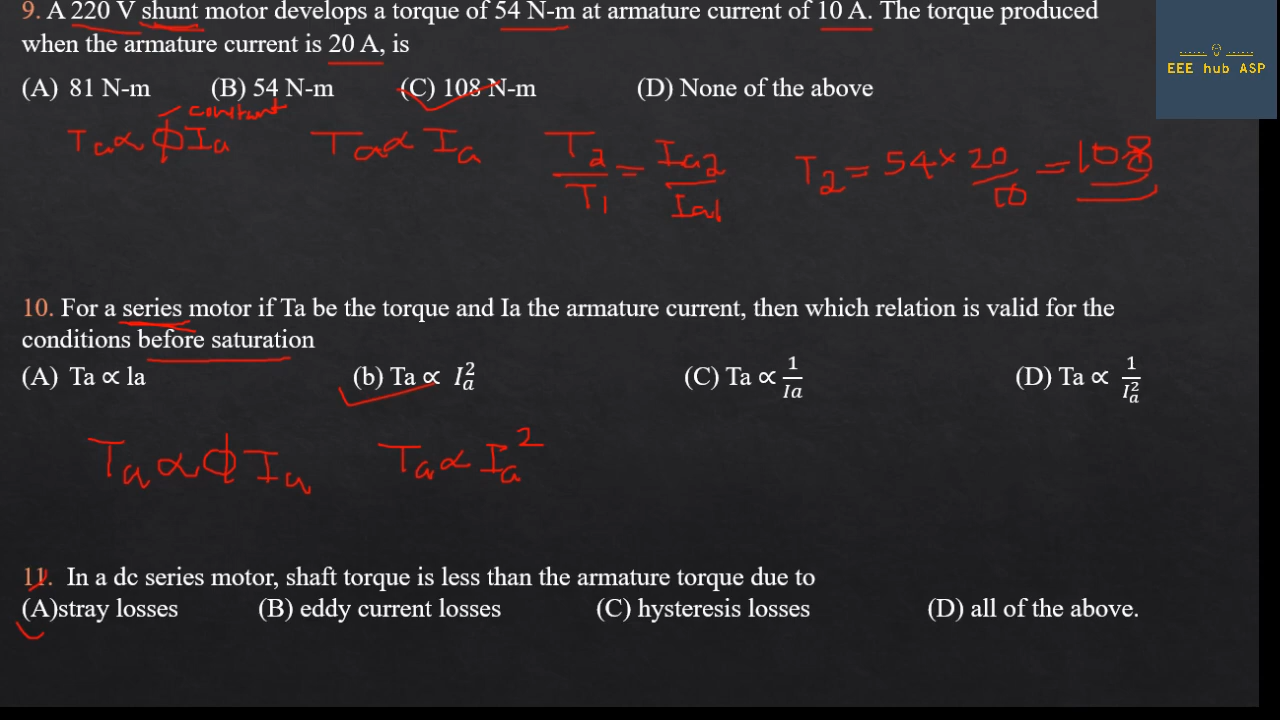 9. A 220 V shunt motor develops a torque of 54 N-m at armature current of 10 A. The torque produced
when the armature current is 20 A, is
EEE hub ASP
(A) 81 N-m (B) 54 N-m (C) 108 N-m (D) None of the above
constant
Ta ∝ ϕ Ia Ta ∝ Ia T2/T1 = Ia2/Ia1 T2 = 54 × 20/10 = 108
10. For a series motor if Ta be the torque and Ia the armature current, then which relation is valid for the
conditions before saturation
(A) Ta ∝ la (b) Ta ∝ Ia² (C) Ta ∝ 1/Ia (D) Ta ∝ 1/Ia²
Ta ∝ ϕ Ia Ta ∝ Ia²
11. In a dc series motor, shaft torque is less than the armature torque due to
(A)stray losses (B) eddy current losses (C) hysteresis losses (D) all of the above.